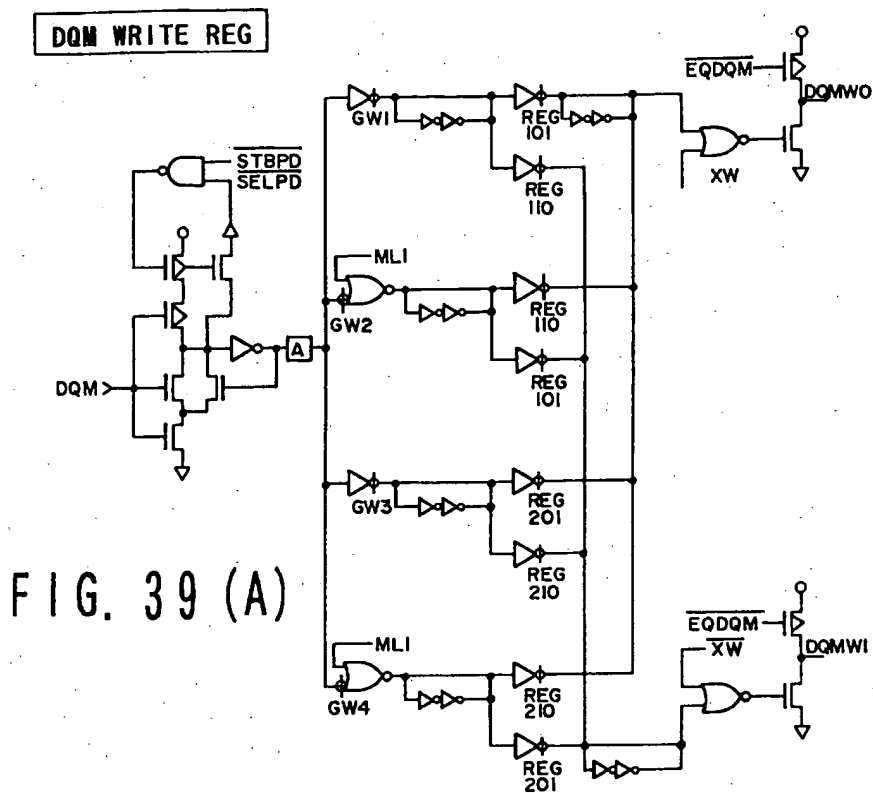 DQM WRITE REG
EQDQM
DQMW0
GW1
REG
101
REG
110
XW
STBPD
SELPD
ML1
GW2
REG
110
REG
101
A
DQM
GW3
REG
201
REG
210
FIG. 39 (A)
ML1
GW4
REG
210
REG
201
EQDQM
XW
DQMW1